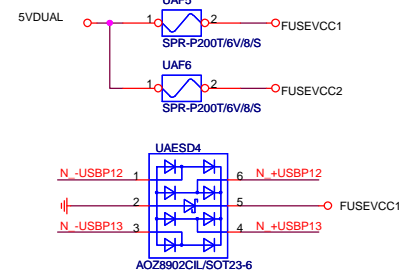 UAF5
5VDUAL 1 2 FUSEVCC1
SPR-P200T/6V/8/S
UAF6
1 2 FUSEVCC2
SPR-P200T/6V/8/S
UAESD4
N_-USBP12 1 6 N_+USBP12
2 5 FUSEVCC1
N_-USBP13 3 4 N_+USBP13
AOZ8902CIL/SOT23-6